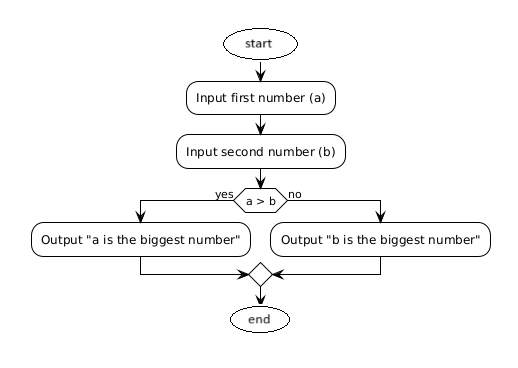 start
Input first number (a)
Input second number (b)
yes
a > b
no
Output "a is the biggest number"
Output "b is the biggest number"
end